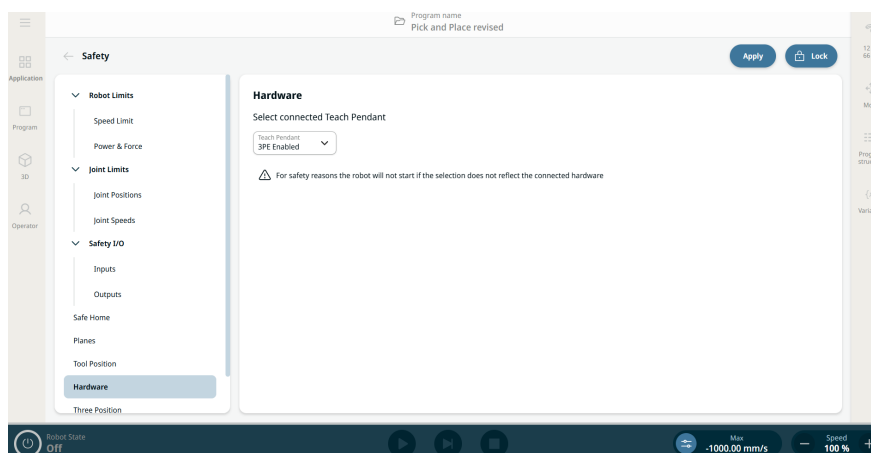 Program name
Pick and Place revised
Safety
Apply
Lock
Application
Program
3D
Operator
Robot Limits
Speed Limit
Power & Force
Joint Limits
Joint Positions
Joint Speeds
Safety I/O
Inputs
Outputs
Safe Home
Planes
Tool Position
Hardware
Three Position
Hardware
Select connected Teach Pendant
Teach Pendant
3PE Enabled
For safety reasons the robot will not start if the selection does not reflect the connected hardware
12
66
Robot State
Off
Max
-1000.00 mm/s
Speed
100 %